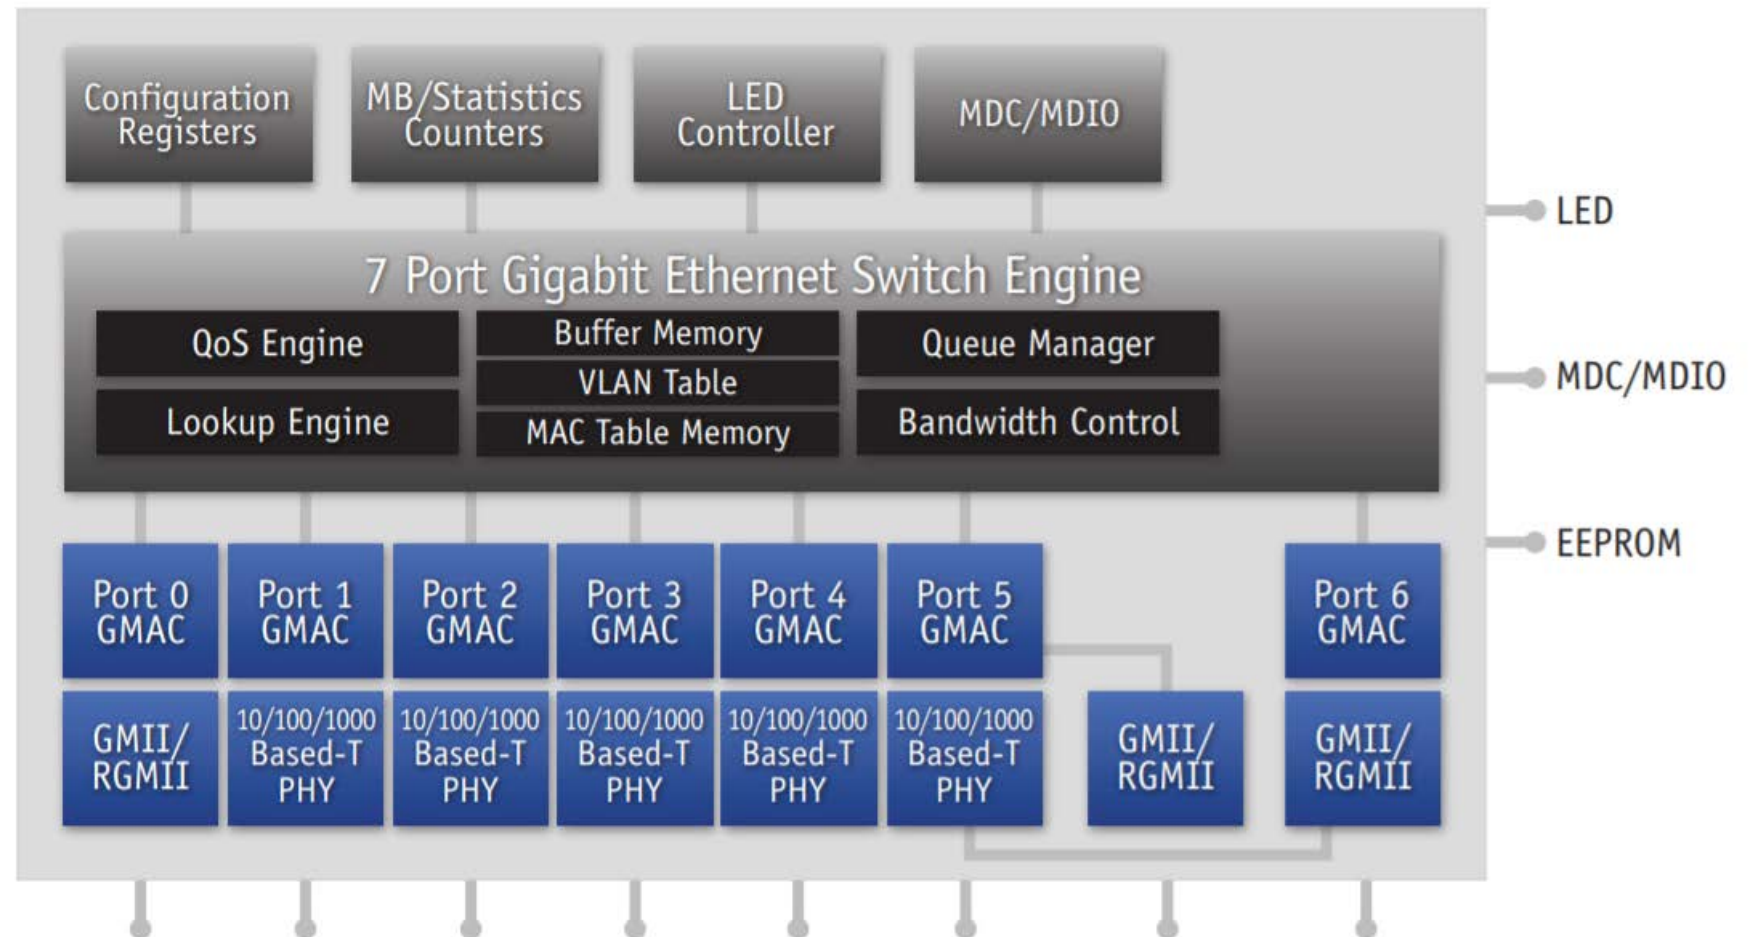 Configuration
Registers
MB/Statistics
Counters
LED
Controller
MDC/MDIO
LED
7 Port Gigabit Ethernet Switch Engine
QoS Engine
Buffer Memory
Queue Manager
VLAN Table
MDC/MDIO
Lookup Engine
MAC Table Memory
Bandwidth Control
EEPROM
Port 0
GMAC
Port 1
GMAC
Port 2
GMAC
Port 3
GMAC
Port 4
GMAC
Port 5
GMAC
Port 6
GMAC
GMII/
RGMII
10/100/1000
Based-T
PHY
10/100/1000
Based-T
PHY
10/100/1000
Based-T
PHY
10/100/1000
Based-T
PHY
10/100/1000
Based-T
PHY
GMII/
RGMII
GMII/
RGMII